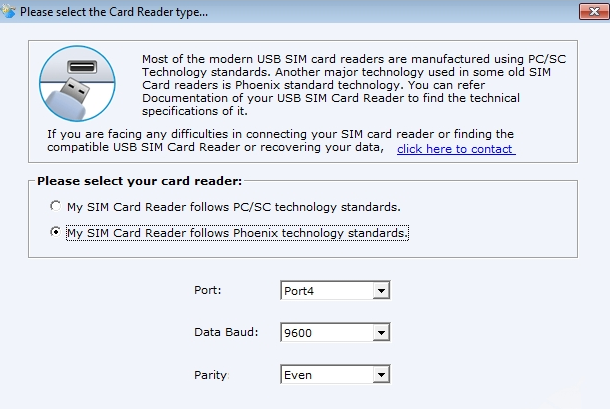 Please select the Card Reader type...
Most of the modern USB SIM card readers are manufactured using PC/SC
Technology standards. Another major technology used in some old SIM
Card readers is Phoenix standard technology. You can refer
Documentation of your USB SIM Card Reader to find the technical
specifications of it.
If you are facing any difficulties in connecting your SIM card reader or finding the
compatible USB SIM Card Reader or recovering your data, click here to contact
Please select your card reader:
My SIM Card Reader follows PC/SC technology standards.
My SIM Card Reader follows Phoenix technology standards.
Port: Port4
Data Baud: 9600
Parity: Even